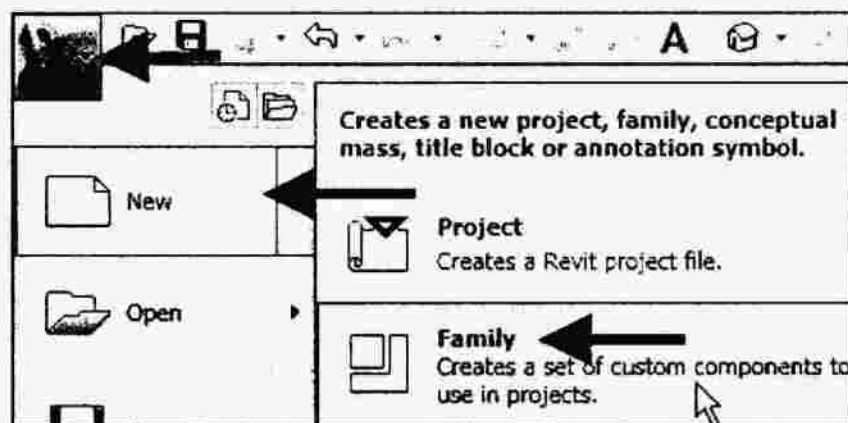 A
Creates a new project, family, conceptual
mass, title block or annotation symbol.
New
Project
Creates a Revit project file.
Open
Family
Creates a set of custom components to
use in projects.